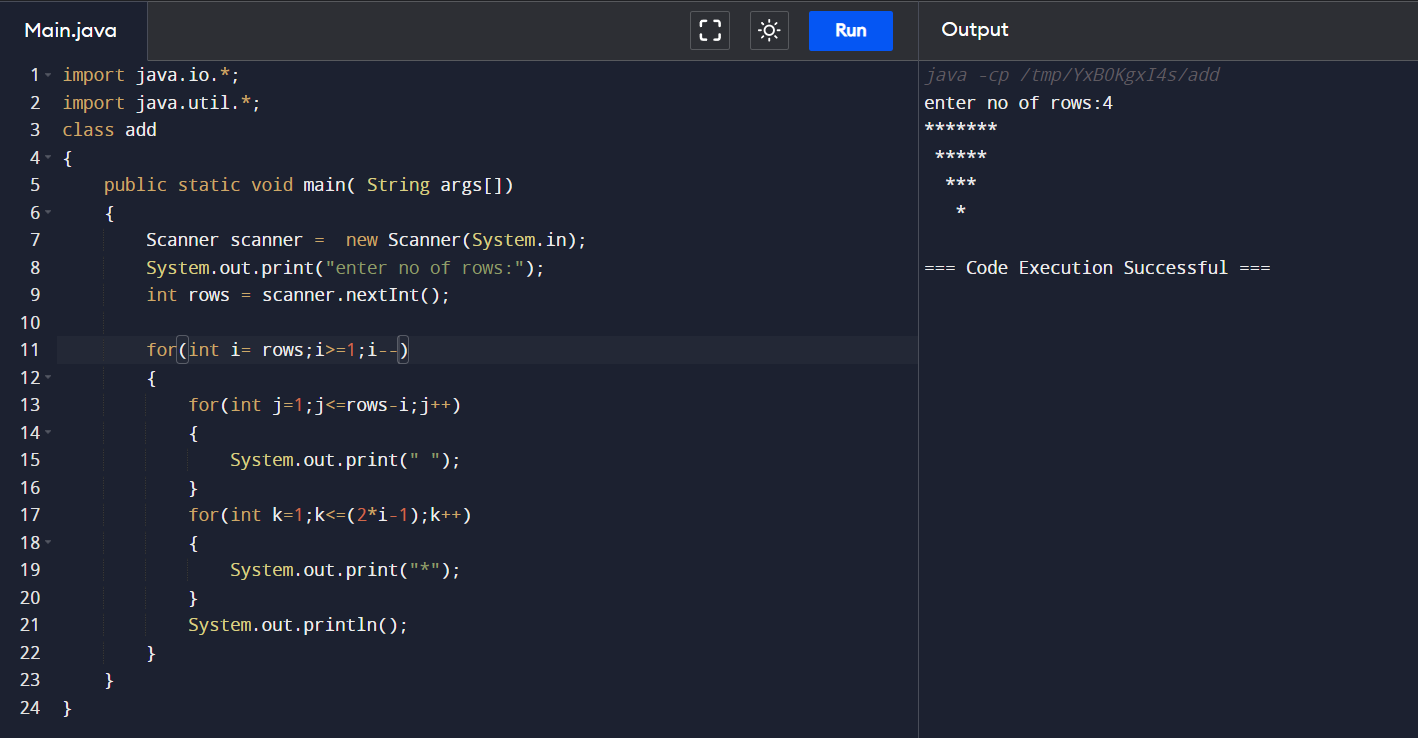 Main.java
Run
Output
1 import java.io.*;
2 import java.util.*;
3 class add
4 {
5     public static void main( String args[])
6     {
7         Scanner scanner =  new Scanner(System.in);
8         System.out.print("enter no of rows:");
9         int rows = scanner.nextInt();
10
11         for(int i= rows;i>=1;i--)
12         {
13             for(int j=1;j<=rows-i;j++)
14             {
15                 System.out.print(" ");
16             }
17             for(int k=1;k<=(2*i-1);k++)
18             {
19                 System.out.print("*");
20             }
21             System.out.println();
22         }
23     }
24 }
java -cp /tmp/YxBOKgxI4s/add
enter no of rows:4
*******
 *****
  ***
   *
=== Code Execution Successful ===